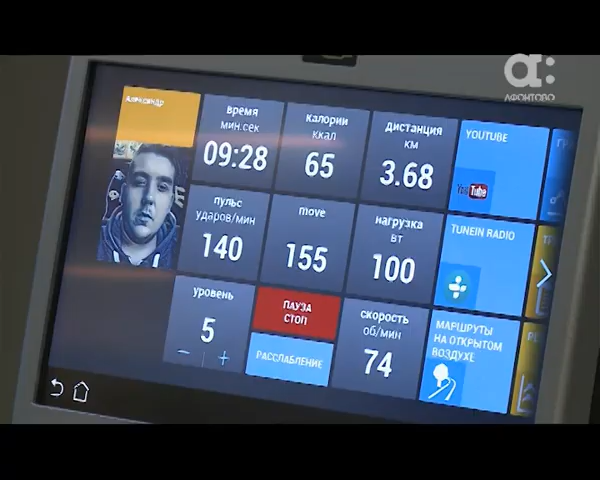 α:
АФОНТОВО
Александр
время
мин.сек
09:28
калории
ккал
65
дистанция
км
3.68
YOUTUBE
You Tube
пульс
ударов/мин
140
move
155
нагрузка
вт
100
TUNEIN RADIO
уровень
5
− +
ПАУЗА
СТОП
РАССЛАБЛЕНИЕ
скорость
об/мин
74
МАРШРУТЫ
НА ОТКРЫТОМ
ВОЗДУХЕ